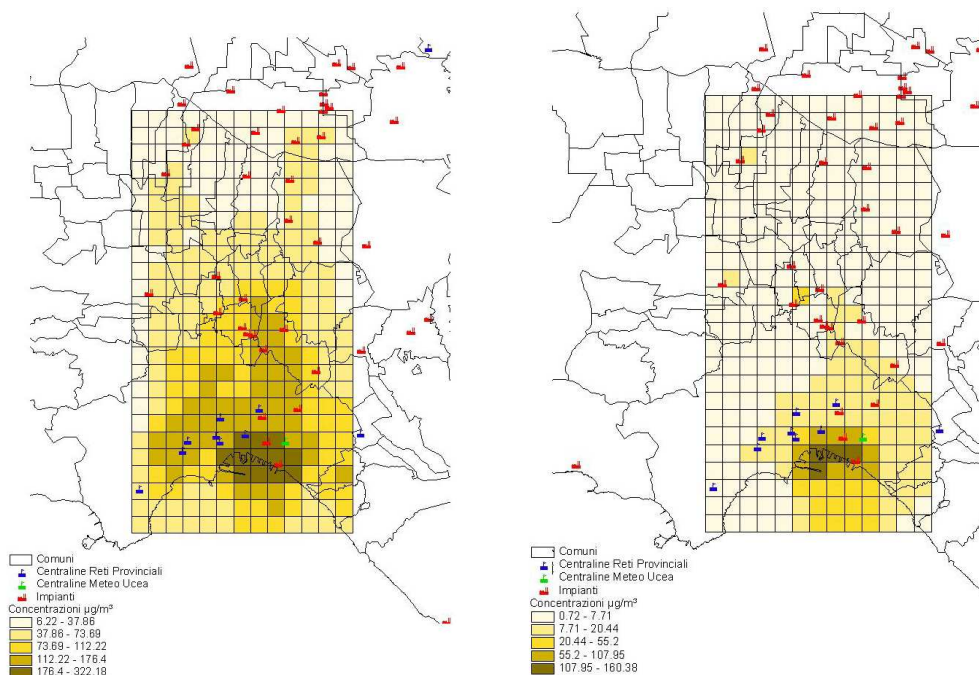 Comuni
Centraline Reti Provinciali
Centraline Meteo Ucea
Impianti
Concentrazioni µg/m³
6.22 - 37.86
37.86 - 73.69
73.69 - 112.22
112.22 - 176.4
176.4 - 322.18
Comuni
Centraline Reti Provinciali
Centraline Meteo Ucea
Impianti
Concentrazioni µg/m³
0.72 - 7.71
7.71 - 20.44
20.44 - 55.2
55.2 - 107.95
107.95 - 160.38